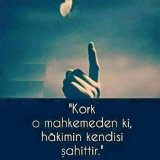 "Kork
o mahkemeden ki,
hâkimin kendisi
şahittir."